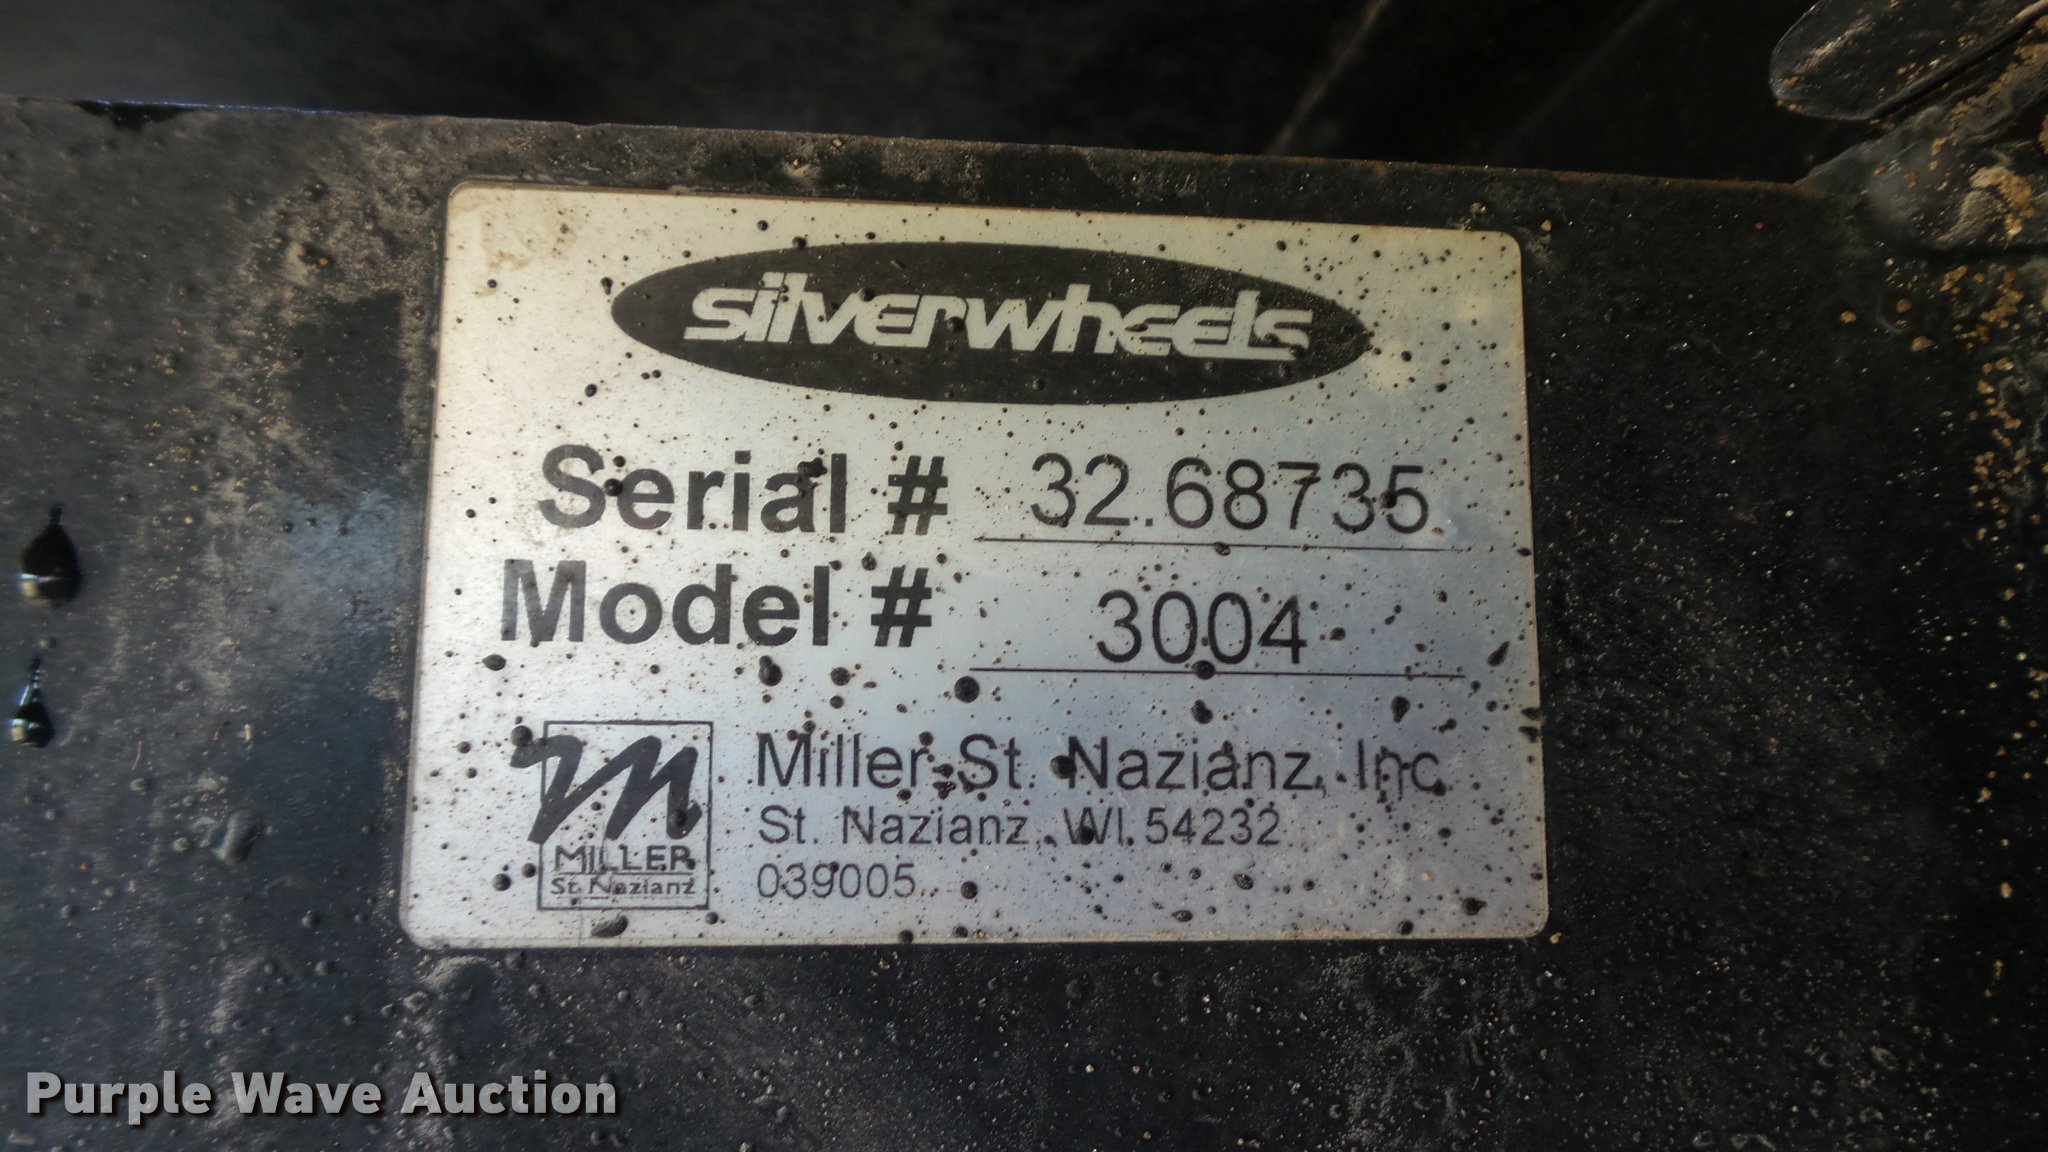 silverwheels
Serial # 32.68735
Model # 3004
MILLER
St. Nazianz
Miller-St. Nazianz, Inc.
St. Nazianz, WI. 54232
039005
Purple Wave Auction